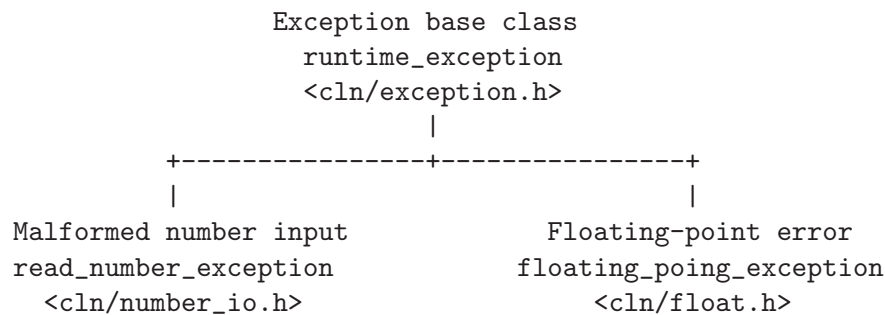 Exception base class
runtime_exception
<cln/exception.h>
|
+----------------+----------------+
| |
Malformed number input Floating-point error
read_number_exception floating_poing_exception
<cln/number_io.h> <cln/float.h>